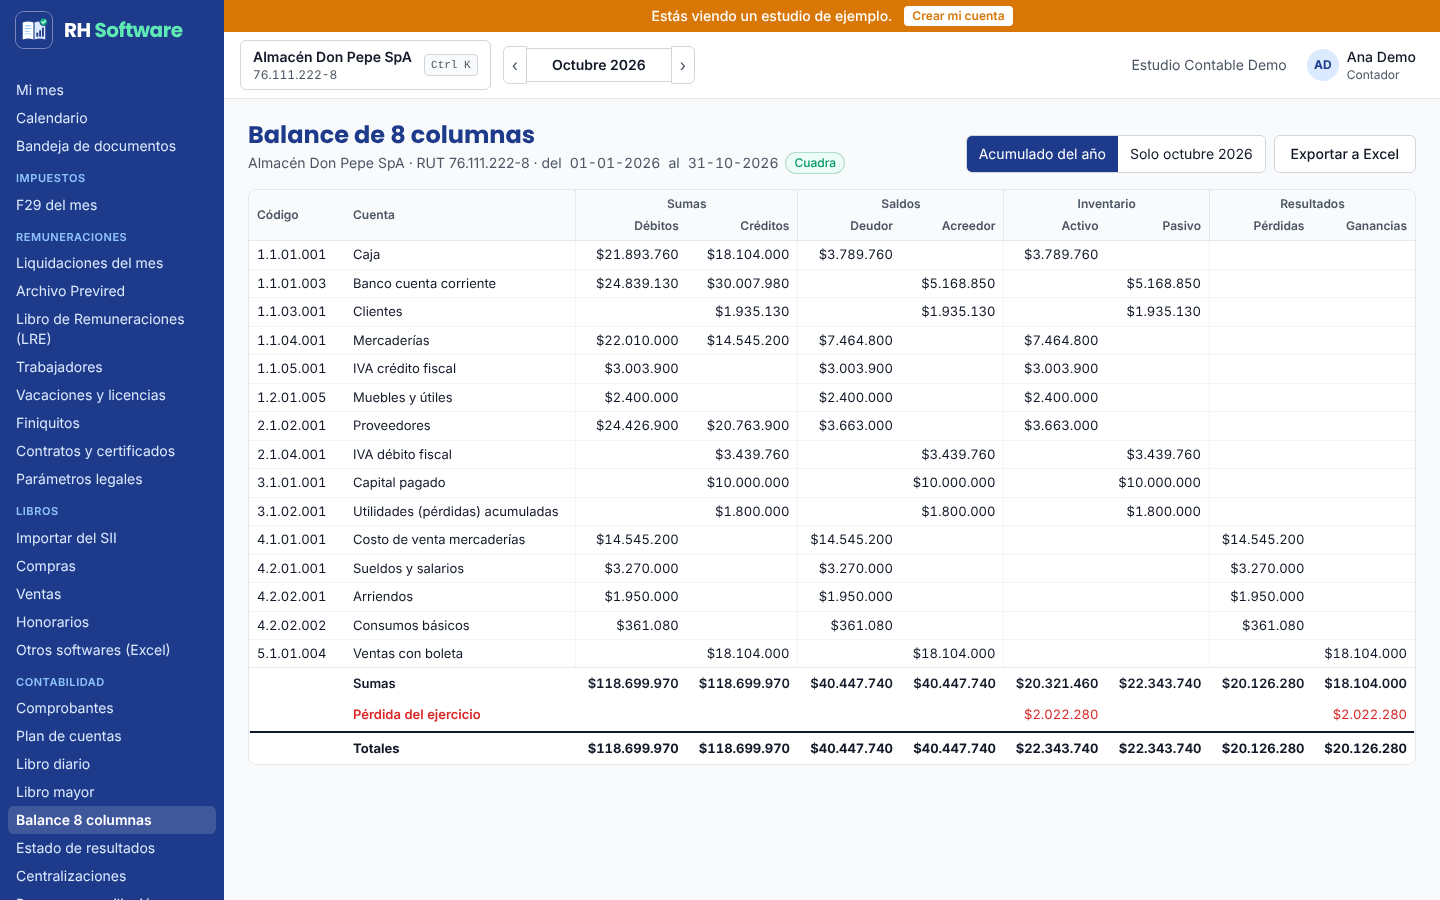 RH Software
Mi mes
Calendario
Bandeja de documentos
IMPUESTOS
F29 del mes
REMUNERACIONES
Liquidaciones del mes
Archivo Previred
Libro de Remuneraciones
(LRE)
Trabajadores
Vacaciones y licencias
Finiquitos
Contratos y certificados
Parámetros legales
LIBROS
Importar del SII
Compras
Ventas
Honorarios
Otros softwares (Excel)
CONTABILIDAD
Comprobantes
Plan de cuentas
Libro diario
Libro mayor
Balance 8 columnas
Estado de resultados
Centralizaciones
Estás viendo un estudio de ejemplo. Crear mi cuenta
Almacén Don Pepe SpA
76.111.222-8
Ctrl K
‹ Octubre 2026 ›
Estudio Contable Demo
AD
Ana Demo
Contador
Balance de 8 columnas
Almacén Don Pepe SpA · RUT 76.111.222-8 · del 01-01-2026 al 31-10-2026 Cuadra
Acumulado del año Solo octubre 2026 Exportar a Excel
Código Cuenta Sumas Saldos Inventario Resultados
Débitos Créditos Deudor Acreedor Activo Pasivo Pérdidas Ganancias
1.1.01.001 Caja $21.893.760 $18.104.000 $3.789.760 $3.789.760
1.1.01.003 Banco cuenta corriente $24.839.130 $30.007.980 $5.168.850 $5.168.850
1.1.03.001 Clientes $1.935.130 $1.935.130 $1.935.130
1.1.04.001 Mercaderías $22.010.000 $14.545.200 $7.464.800 $7.464.800
1.1.05.001 IVA crédito fiscal $3.003.900 $3.003.900 $3.003.900
1.2.01.005 Muebles y útiles $2.400.000 $2.400.000 $2.400.000
2.1.02.001 Proveedores $24.426.900 $20.763.900 $3.663.000 $3.663.000
2.1.04.001 IVA débito fiscal $3.439.760 $3.439.760 $3.439.760
3.1.01.001 Capital pagado $10.000.000 $10.000.000 $10.000.000
3.1.02.001 Utilidades (pérdidas) acumuladas $1.800.000 $1.800.000 $1.800.000
4.1.01.001 Costo de venta mercaderías $14.545.200 $14.545.200 $14.545.200
4.2.01.001 Sueldos y salarios $3.270.000 $3.270.000 $3.270.000
4.2.02.001 Arriendos $1.950.000 $1.950.000 $1.950.000
4.2.02.002 Consumos básicos $361.080 $361.080 $361.080
5.1.01.004 Ventas con boleta $18.104.000 $18.104.000 $18.104.000
Sumas $118.699.970 $118.699.970 $40.447.740 $40.447.740 $20.321.460 $22.343.740 $20.126.280 $18.104.000
Pérdida del ejercicio $2.022.280 $2.022.280
Totales $118.699.970 $118.699.970 $40.447.740 $40.447.740 $22.343.740 $22.343.740 $20.126.280 $20.126.280